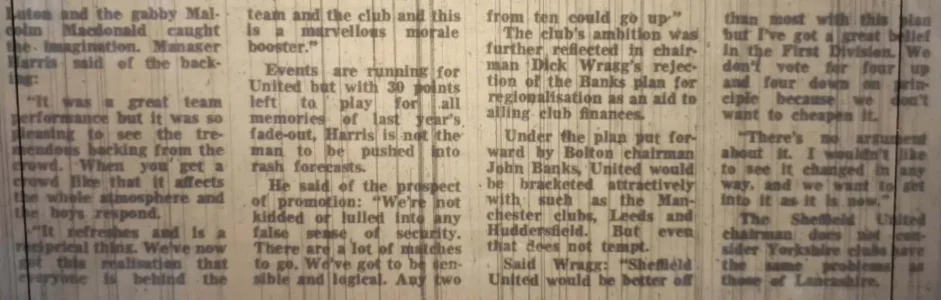 Luton and the gabby Mal-
colm Macdonald caught
the imagination. Manager
Harris said of the back-
ing:
"It was a great team
performance but it was so
pleasing to see the tre-
mendous backing from the
crowd. When you get a
crowd like that it affects
the whole atmosphere and
the boys respond.
"It refreshes and is a
reciprical thing. We've now
got this realisation that
everyone is behind the
team and the club and this
is a marvellous morale
booster."
Events are running for
United but with 30 points
left to play for all
memories of last year's
fade-out, Harris is not the
man to be pushed into
rash forecasts.
He said of the prospect
of promotion: "We're not
kidded or lulled into any
false sense of security.
There are a lot of matches
to go. We've got to be sen-
sible and logical. Any two
from ten could go up."
The club's ambition was
further reflected in chair-
man Dick Wragg's rejec-
tion of the Banks plan for
regionalisation as an aid to
ailing club finances.
Under the plan put for-
ward by Bolton chairman
John Banks, United would
be bracketed attractively
with such as the Man-
chester clubs, Leeds and
Huddersfield. But even
that does not tempt.
Said Wragg: "Sheffield
United would be better off
than most with this plan
but I've got a great belief
in the First Division. We
don't vote for four up
and four down on prin-
ciple because we don't
want to cheapen it.
"There's no argument
about it. I wouldn't like
to see it changed in any
way, and we want to get
into it as it is now."
The Sheffield United
chairman does not con-
sider Yorkshire clubs have
the same problems as
those of Lancashire.